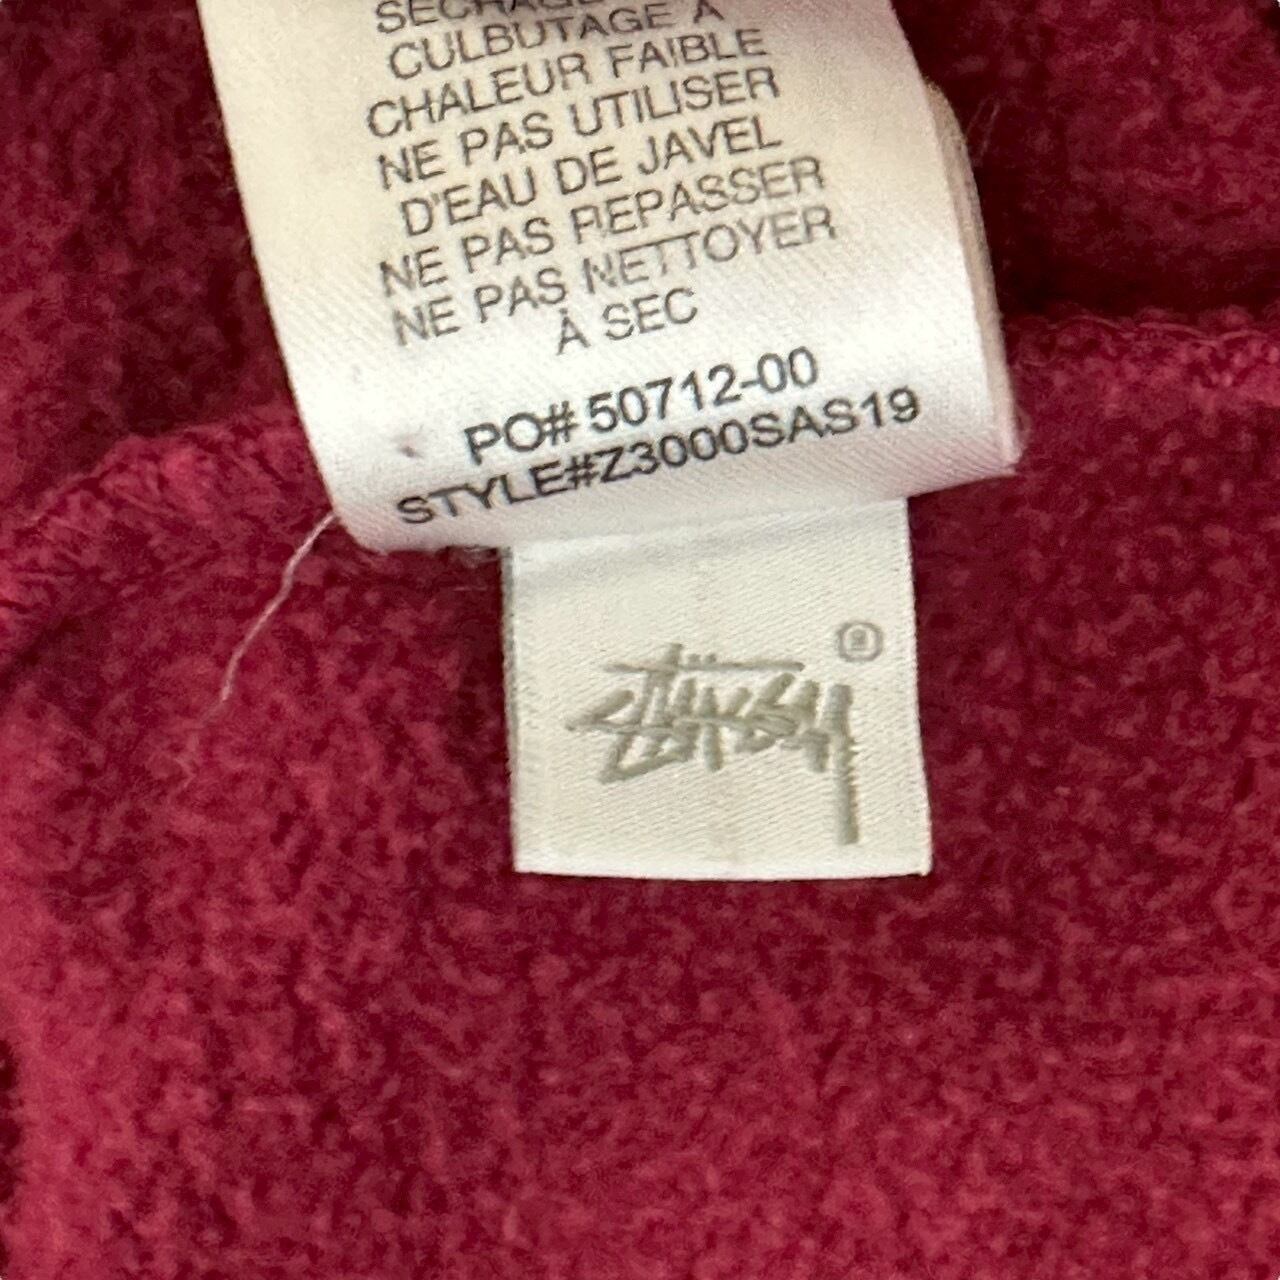 SÉCHAGE
CULBUTAGE À
CHALEUR FAIBLE
NE PAS UTILISER
D'EAU DE JAVEL
NE PAS REPASSER
NE PAS NETTOYER
À SEC
PO# 50712-00
STYLE#Z3000SAS19
®
STÜSSY